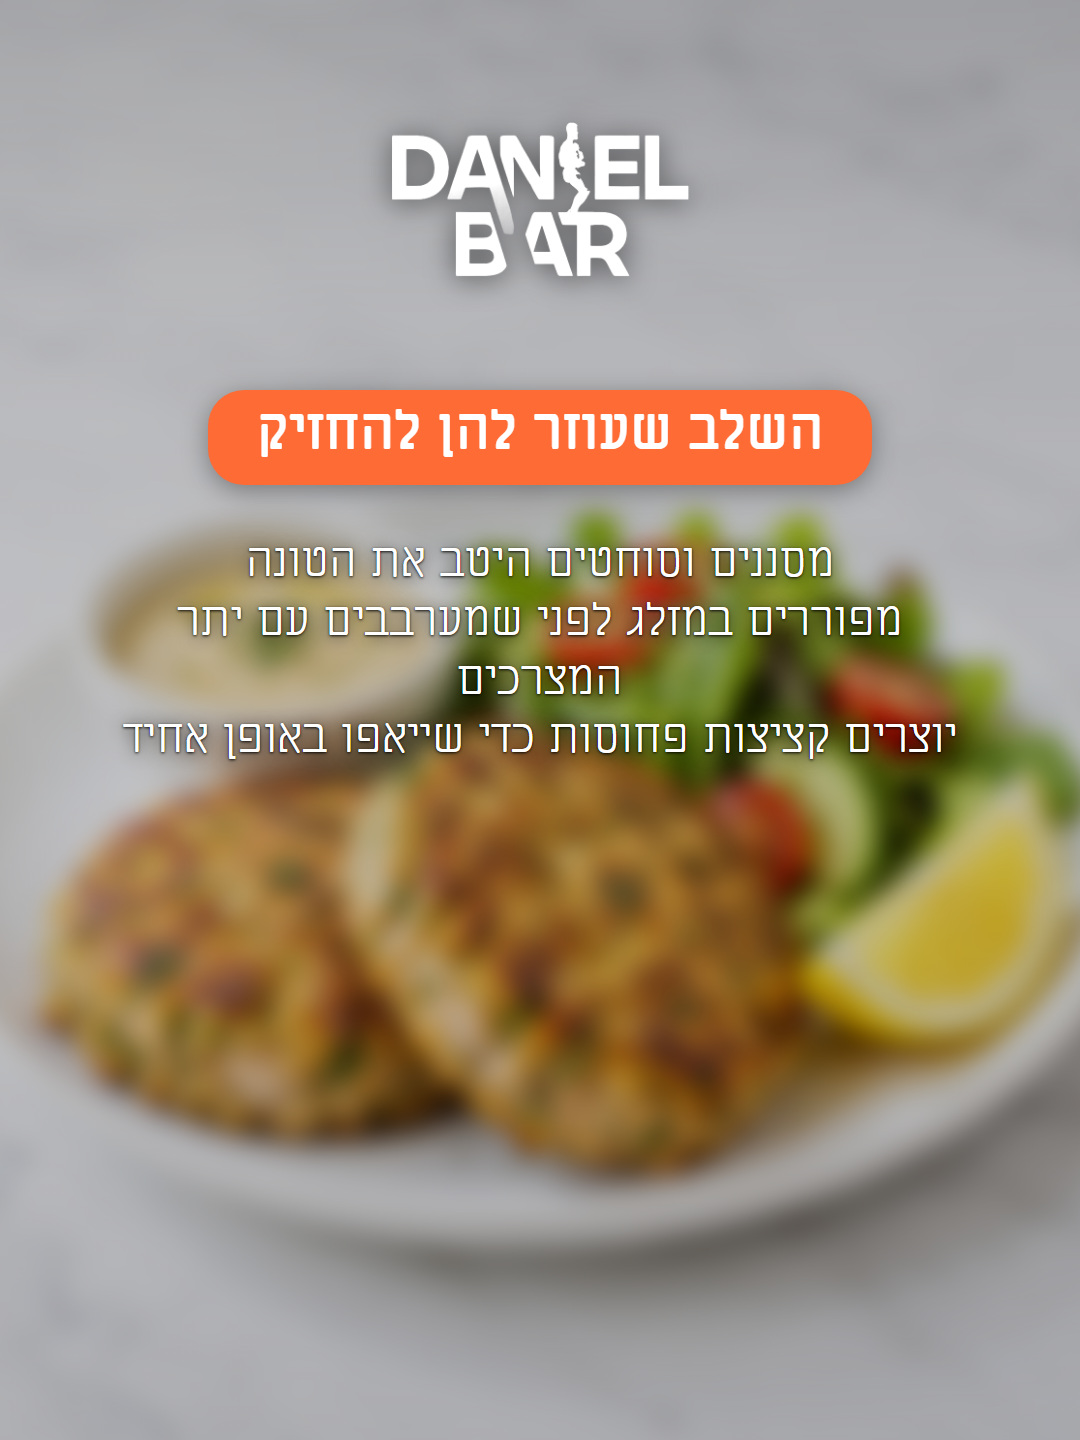 DANIEL
BAR
השלב שעוזר להן להחזיק
מסננים וסוחטים היטב את הטונה
מפוררים במזלג לפני שמערבבים עם יתר
המצרכים
יוצרים קציצות פחוסות כדי שייאפו באופן אחיד